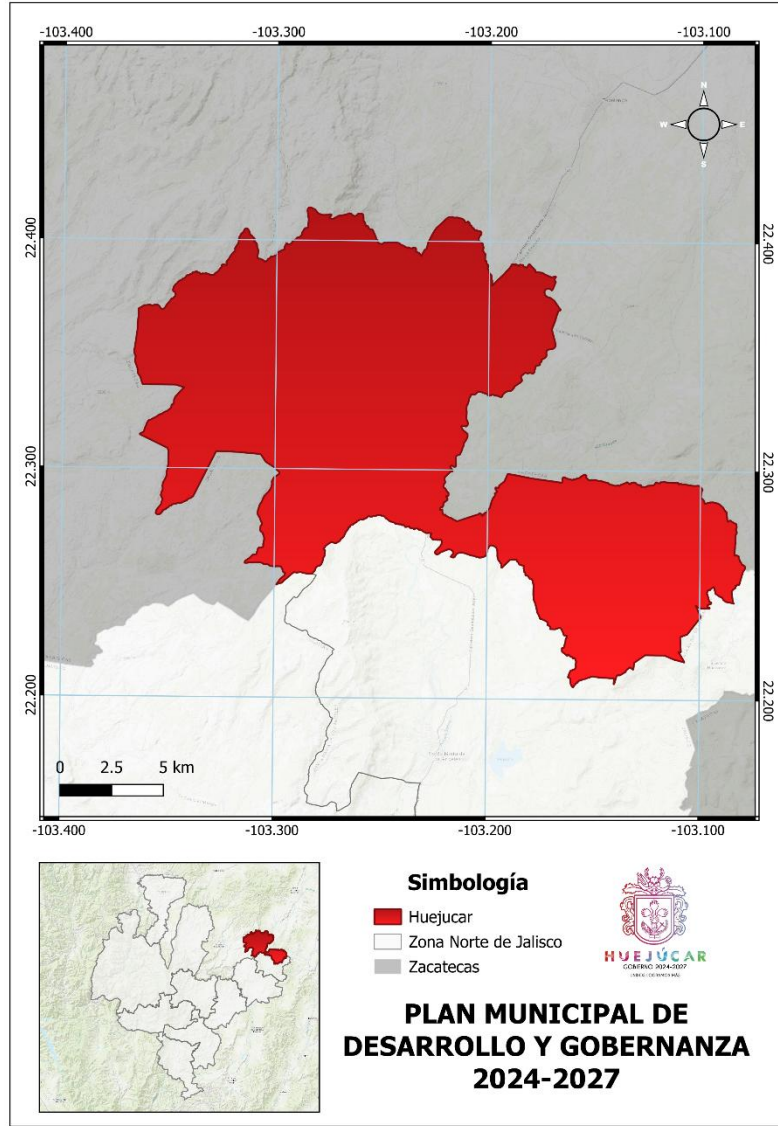 -103.400 -103.300 -103.200 -103.100
N
W E
S
22.400 22.400
22.300 22.300
22.200 22.200
0 2.5 5 km
-103.400 -103.300 -103.200 -103.100
Simbología
Huejucar
Zona Norte de Jalisco
Zacatecas
HUEJÚCAR
GOBIERNO 2024-2027
PLAN MUNICIPAL DE
DESARROLLO Y GOBERNANZA
2024-2027